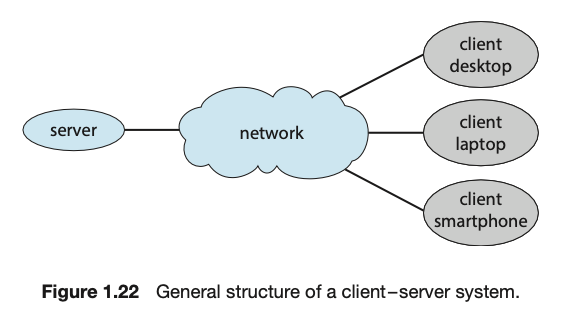 client
desktop
server
network
client
laptop
client
smartphone
Figure 1.22 General structure of a client–server system.